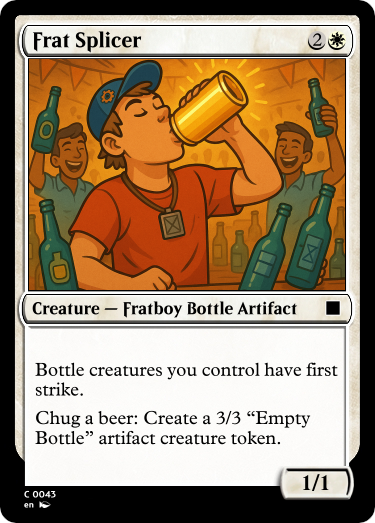 Frat Splicer 2
Creature — Fratboy Bottle Artifact
Bottle creatures you control have first
strike.
Chug a beer: Create a 3/3 “Empty
Bottle” artifact creature token.
1/1
C 0043
en